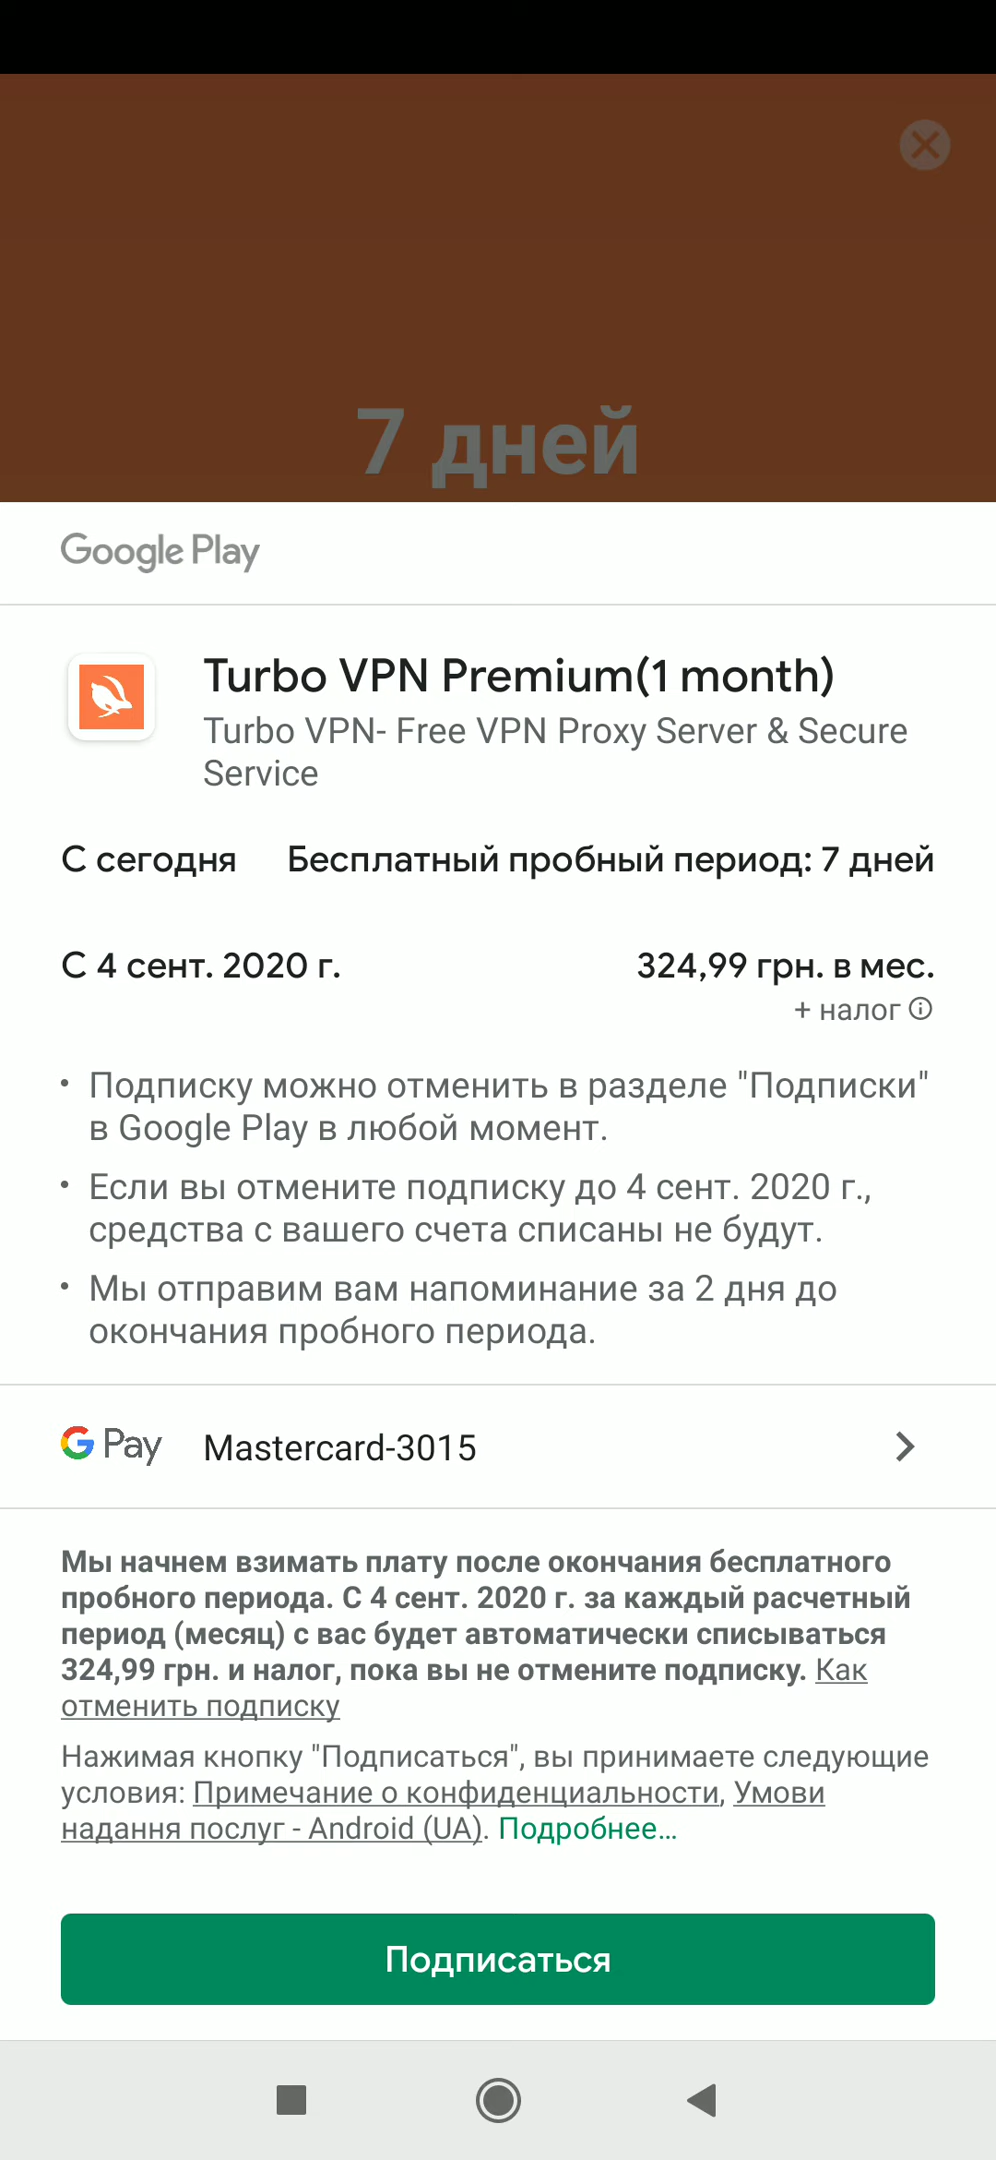 7 дней
Google Play
Turbo VPN Premium(1 month)
Turbo VPN- Free VPN Proxy Server & Secure
Service
С сегодня Бесплатный пробный период: 7 дней
С 4 сент. 2020 г. 324,99 грн. в мес.
+ налог
• Подписку можно отменить в разделе "Подписки"
в Google Play в любой момент.
• Если вы отмените подписку до 4 сент. 2020 г.,
средства с вашего счета списаны не будут.
• Мы отправим вам напоминание за 2 дня до
окончания пробного периода.
G Pay Mastercard-3015
Мы начнем взимать плату после окончания бесплатного
пробного периода. С 4 сент. 2020 г. за каждый расчетный
период (месяц) с вас будет автоматически списываться
324,99 грн. и налог, пока вы не отмените подписку. Как
отменить подписку
Нажимая кнопку "Подписаться", вы принимаете следующие
условия: Примечание о конфиденциальности, Умови
надання послуг - Android (UA). Подробнее...
Подписаться